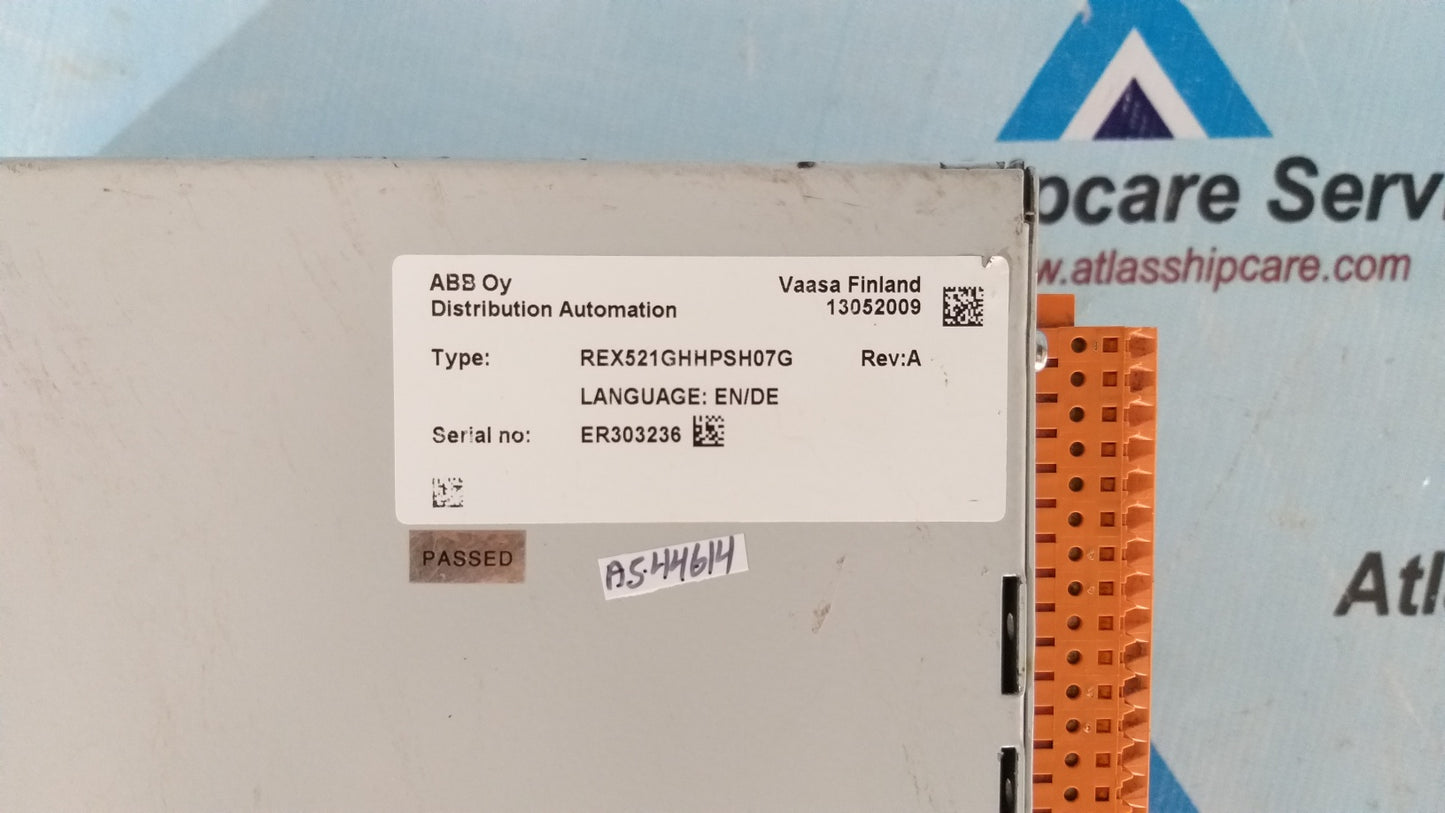 pcare Servi
w.atlasshipcare.com
ABB Oy Vaasa Finland
Distribution Automation 13052009
Type: REX521GHHPSH07G Rev:A
LANGUAGE: EN/DE
Serial no: ER303236
PASSED
AS-44614
Atl